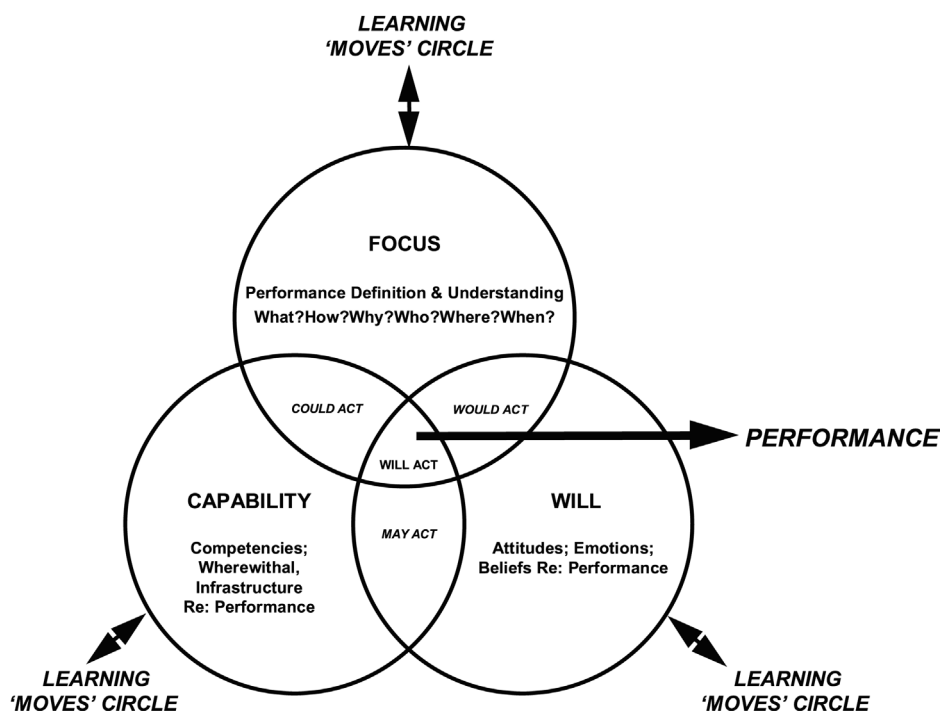 LEARNING
‘MOVES’ CIRCLE
FOCUS
Performance Definition & Understanding
What?How?Why?Who?Where?When?
COULD ACT
WOULD ACT
PERFORMANCE
WILL ACT
CAPABILITY
WILL
MAY ACT
Competencies;
Wherewithal,
Infrastructure
Re: Performance
Attitudes; Emotions;
Beliefs Re: Performance
LEARNING
‘MOVES’ CIRCLE
LEARNING
‘MOVES’ CIRCLE